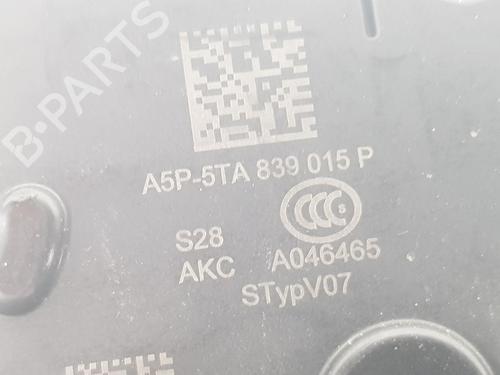 B-PARTS
A5P-5TA 839 015 P
CCC
S28
AKC A046465
STypV07